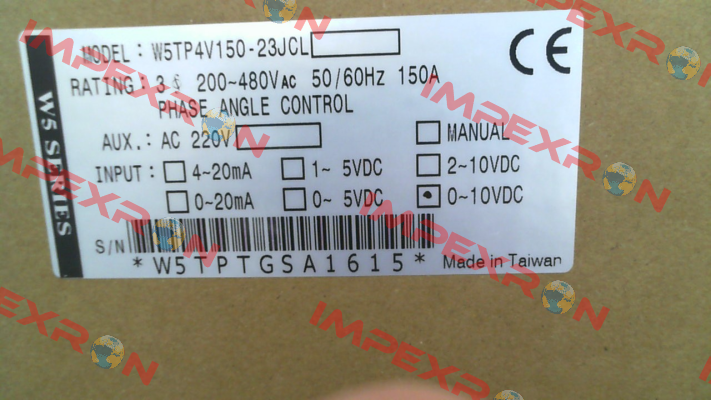 MODEL: W5TP4V150-23JCL
RATING: 3 200~480VAC 50/60Hz 150A
PHASE ANGLE CONTROL
AUX.: AC 220V
MANUAL
INPUT: 4~20mA 1~ 5VDC 2~10VDC
0~20mA 0~ 5VDC 0~10VDC
S/N
*W5TPTGSA1615*
Made in Taiwan
W5 SERIES
CE
IMPEXRON
IMPEXRON
IMPEXRON
IMPEXRON
IMPEXRON